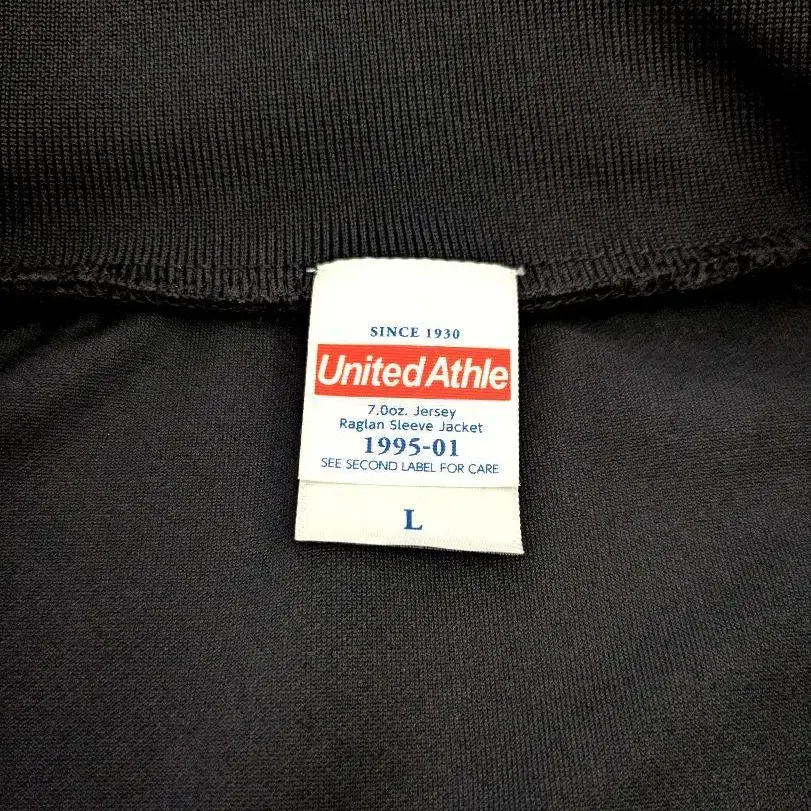 SINCE 1930
United Athle
7.0oz. Jersey
Raglan Sleeve Jacket
1995-01
SEE SECOND LABEL FOR CARE
L